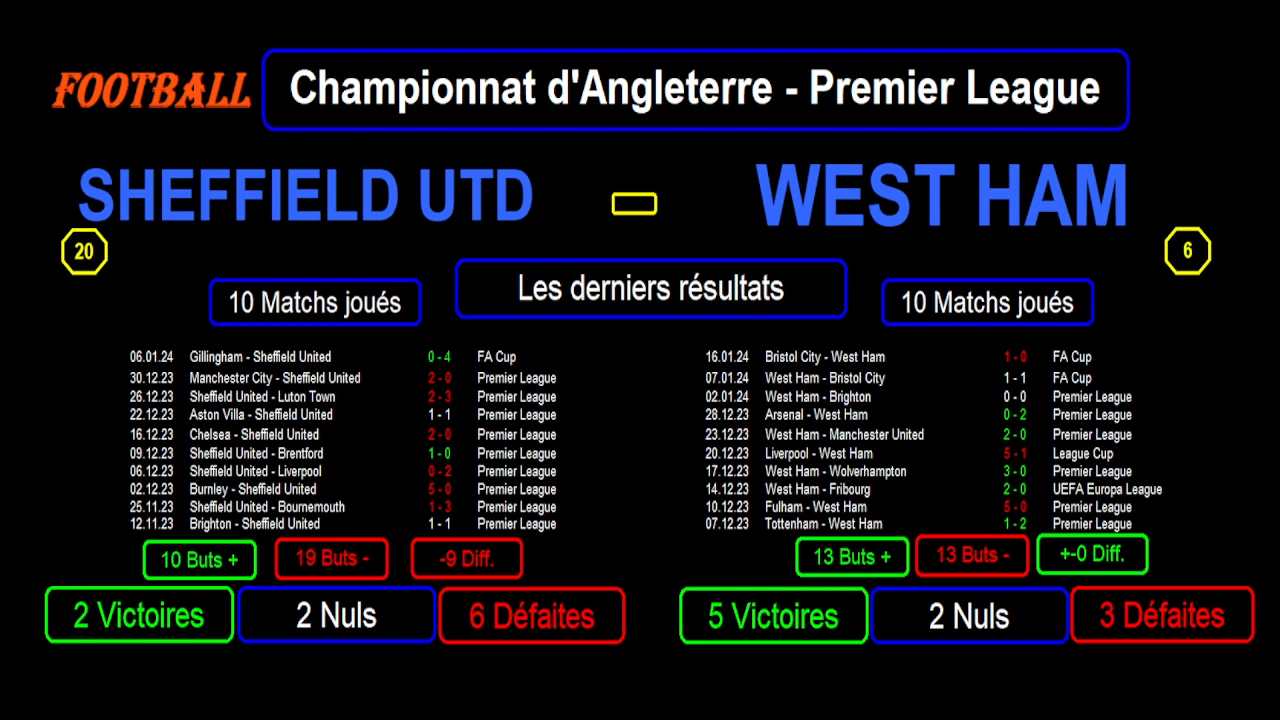 FOOTBALL
Championnat d'Angleterre - Premier League
SHEFFIELD UTD - WEST HAM
20
6
Les derniers résultats
10 Matchs joués
06.01.24 Gillingham - Sheffield United 0 - 4 FA Cup
30.12.23 Manchester City - Sheffield United 2 - 0 Premier League
26.12.23 Sheffield United - Luton Town 2 - 3 Premier League
22.12.23 Aston Villa - Sheffield United 1 - 1 Premier League
16.12.23 Chelsea - Sheffield United 2 - 0 Premier League
09.12.23 Sheffield United - Brentford 1 - 0 Premier League
06.12.23 Sheffield United - Liverpool 0 - 2 Premier League
02.12.23 Burnley - Sheffield United 5 - 0 Premier League
25.11.23 Sheffield United - Bournemouth 1 - 3 Premier League
12.11.23 Brighton - Sheffield United 1 - 1 Premier League
10 Buts + 19 Buts - -9 Diff.
2 Victoires 2 Nuls 6 Défaites
10 Matchs joués
16.01.24 Bristol City - West Ham 1 - 0 FA Cup
07.01.24 West Ham - Bristol City 1 - 1 FA Cup
02.01.24 West Ham - Brighton 0 - 0 Premier League
28.12.23 Arsenal - West Ham 0 - 2 Premier League
23.12.23 West Ham - Manchester United 2 - 0 Premier League
20.12.23 Liverpool - West Ham 5 - 1 League Cup
17.12.23 West Ham - Wolverhampton 3 - 0 Premier League
14.12.23 West Ham - Fribourg 2 - 0 UEFA Europa League
10.12.23 Fulham - West Ham 5 - 0 Premier League
07.12.23 Tottenham - West Ham 1 - 2 Premier League
13 Buts + 13 Buts - +-0 Diff.
5 Victoires 2 Nuls 3 Défaites